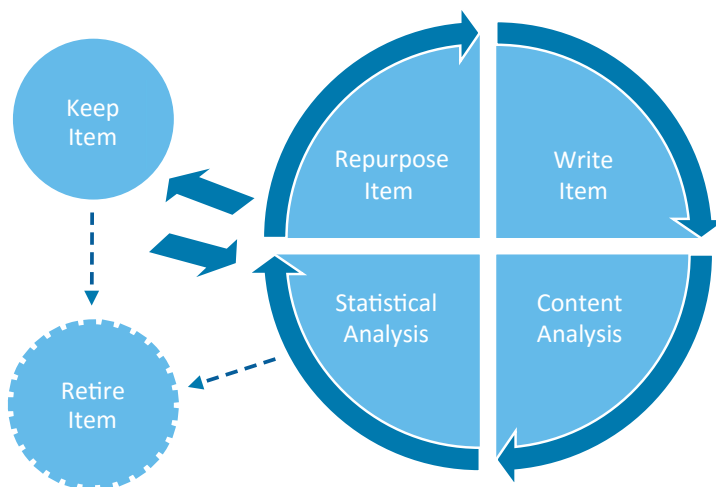 Keep
Item
Repurpose
Item
Write
Item
Statistical
Analysis
Content
Analysis
Retire
Item